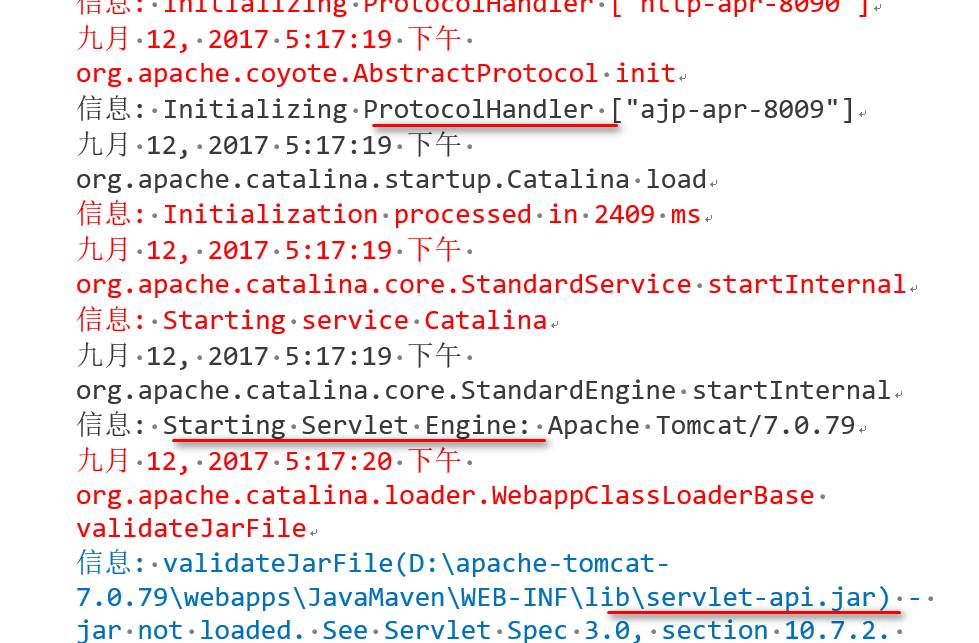 信息: Initializing ProtocolHandler ["http-apr-8090"]
九月 12, 2017 5:17:19 下午
org.apache.coyote.AbstractProtocol init
信息: Initializing ProtocolHandler ["ajp-apr-8009"]
九月 12, 2017 5:17:19 下午
org.apache.catalina.startup.Catalina load
信息: Initialization processed in 2409 ms
九月 12, 2017 5:17:19 下午
org.apache.catalina.core.StandardService startInternal
信息: Starting service Catalina
九月 12, 2017 5:17:19 下午
org.apache.catalina.core.StandardEngine startInternal
信息: Starting Servlet Engine: Apache Tomcat/7.0.79
九月 12, 2017 5:17:20 下午
org.apache.catalina.loader.WebappClassLoaderBase
validateJarFile
信息: validateJarFile(D:\apache-tomcat-
7.0.79\webapps\JavaMaven\WEB-INF\lib\servlet-api.jar) -
jar not loaded. See Servlet Spec 3.0, section 10.7.2.